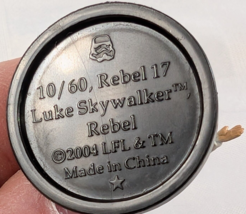 10/60, Rebel 17
Luke Skywalker™,
Rebel
©2004 LFL & TM
Made in China